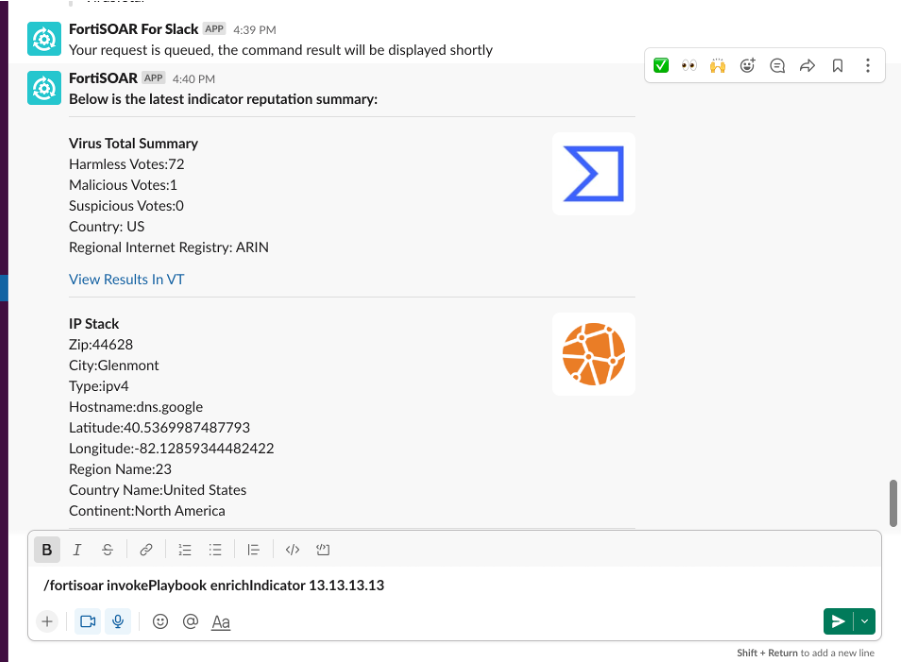 FortiSOAR For Slack APP 4:39 PM
Your request is queued, the command result will be displayed shortly
FortiSOAR APP 4:40 PM
Below is the latest indicator reputation summary:
Virus Total Summary
Harmless Votes:72
Malicious Votes:1
Suspicious Votes:0
Country: US
Regional Internet Registry: ARIN
View Results In VT
IP Stack
Zip:44628
City:Glenmont
Type:ipv4
Hostname:dns.google
Latitude:40.5369987487793
Longitude:-82.12859344482422
Region Name:23
Country Name:United States
Continent:North America
B I S
/fortisoar invokePlaybook enrichIndicator 13.13.13.13
@ Aa
Shift + Return to add a new line